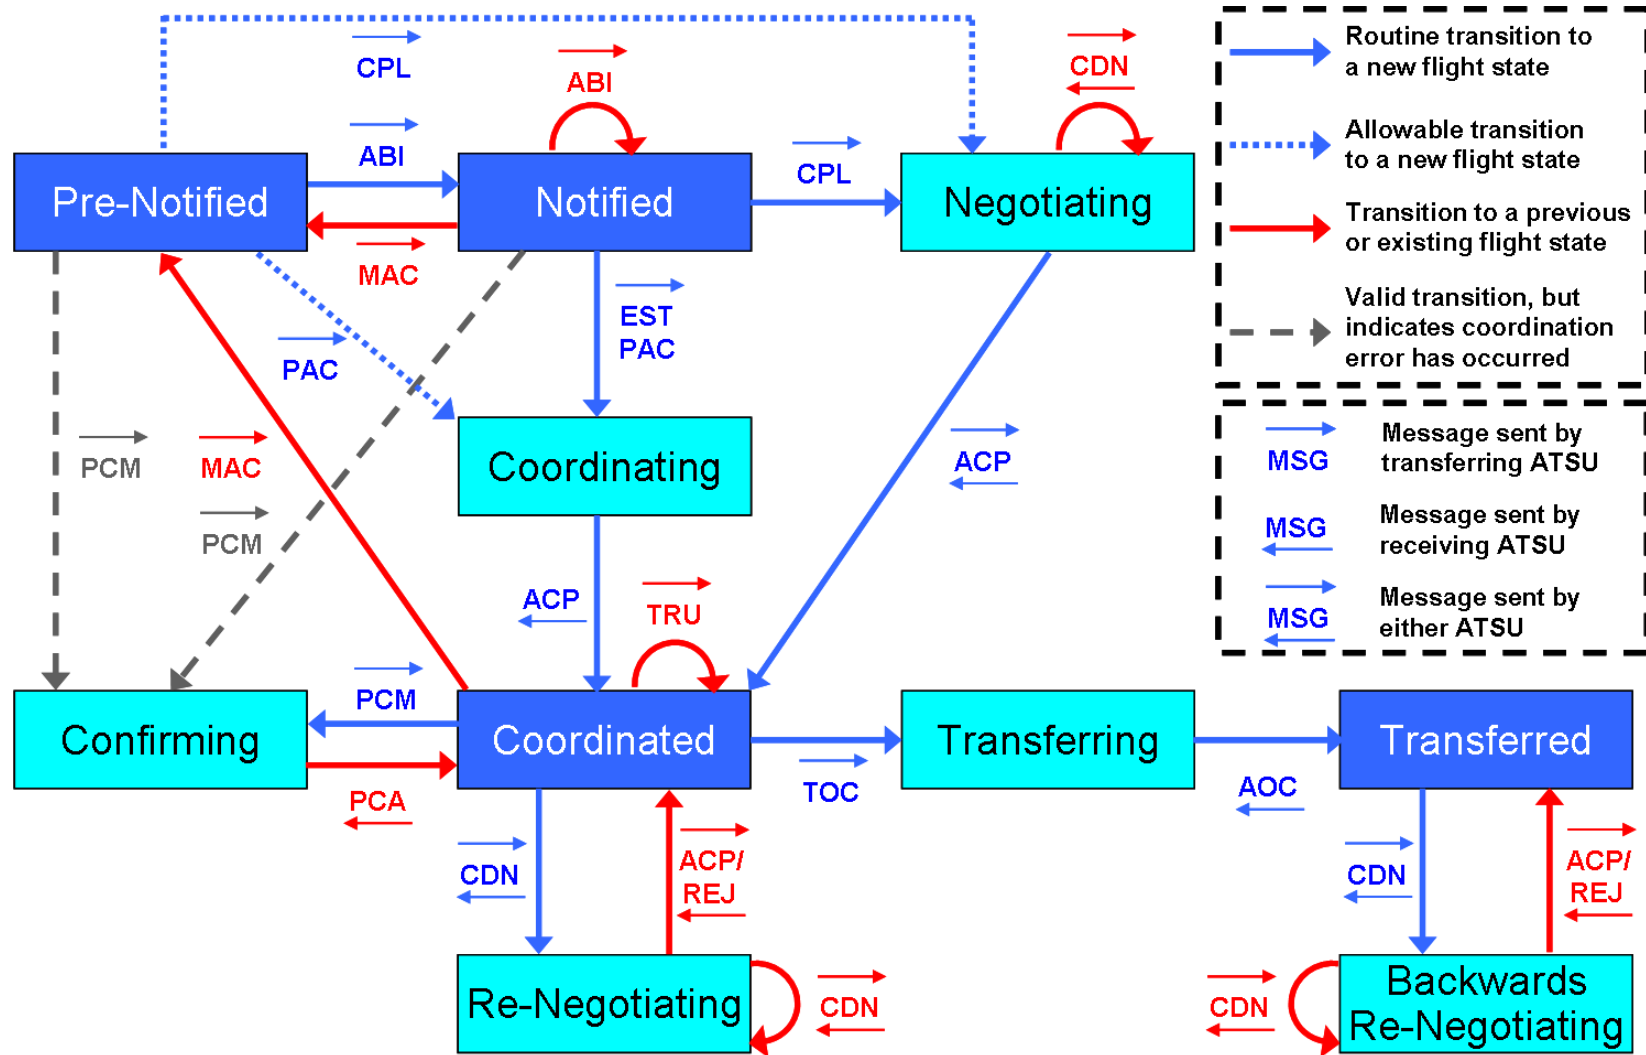 CPL
ABI
CDN
ABI
CPL
Pre-Notified
Notified
Negotiating
MAC
EST
PAC
PAC
PCM
MAC
ACP
Coordinating
PCM
ACP
TRU
PCM
Confirming
Coordinated
Transferring
Transferred
PCA
TOC
AOC
CDN
ACP/
REJ
CDN
ACP/
REJ
Re-Negotiating
CDN
CDN
Backwards
Re-Negotiating
Routine transition to
a new flight state
Allowable transition
to a new flight state
Transition to a previous
or existing flight state
Valid transition, but
indicates coordination
error has occurred
MSG
Message sent by
transferring ATSU
MSG
Message sent by
receiving ATSU
MSG
Message sent by
either ATSU